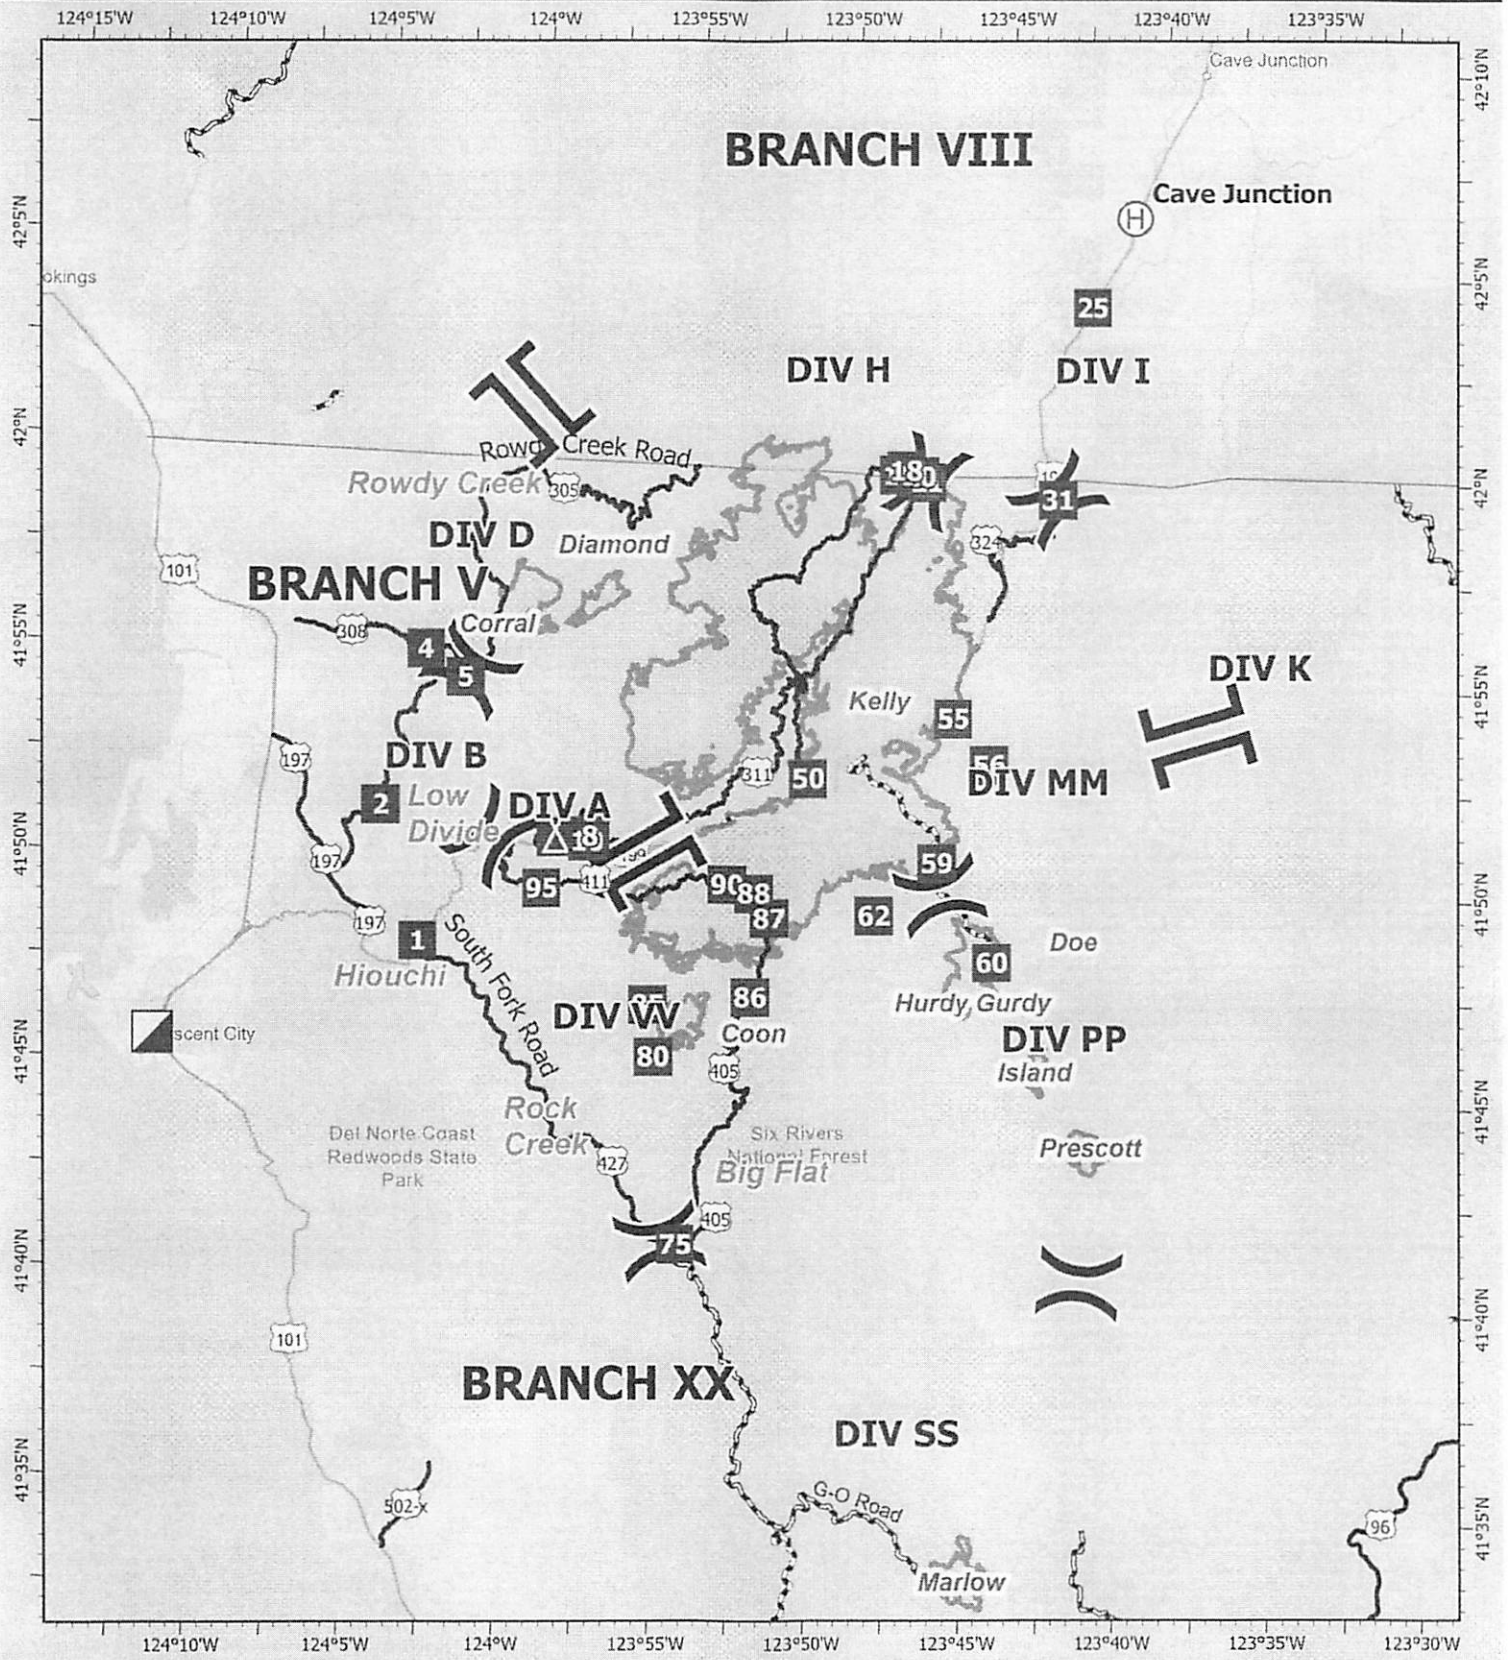 124°15'W 124°10'W 124°5'W 124°0'W 123°55'W 123°50'W 123°45'W 123°40'W 123°35'W
Cave Junction
42°10'N
BRANCH VIII
Cave Junction
H
42°5'N
okings
42°5'N
25
DIV H
DIV I
42°N
Creek Road
18
42°N
Rowdy Creek
305
31
DIV D
Diamond
324
101
BRANCH V
Corral
308
41°55'N
4
5
DIV K
41°55'N
Kelly
55
197
DIV B
311
50
56
DIV MM
2
Low
Divide
DIV A
8
41°50'N
197
199
59
95
411
90
88
87
62
41°50'N
197
1
South Fork Road
Doe
Hiouchi
60
86
Hurdy Gurdy
DIV VV
Coon
scent City
DIV PP
41°45'N
80
405
Island
Rock
Creek
41°45'N
Del Norte Coast
Redwoods State
Park
Six Rivers
National Forest
Prescott
427
Big Flat
405
75
41°40'N
41°40'N
101
BRANCH XX
DIV SS
41°35'N
G-O Road
502-x
96
41°35'N
Marlow
124°10'W 124°5'W 124°0'W 123°55'W 123°50'W 123°45'W 123°40'W 123°35'W 123°30'W